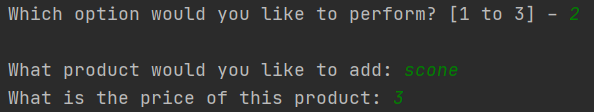 Which option would you like to perform? [1 to 3] – 2
What product would you like to add: scone
What is the price of this product: 3